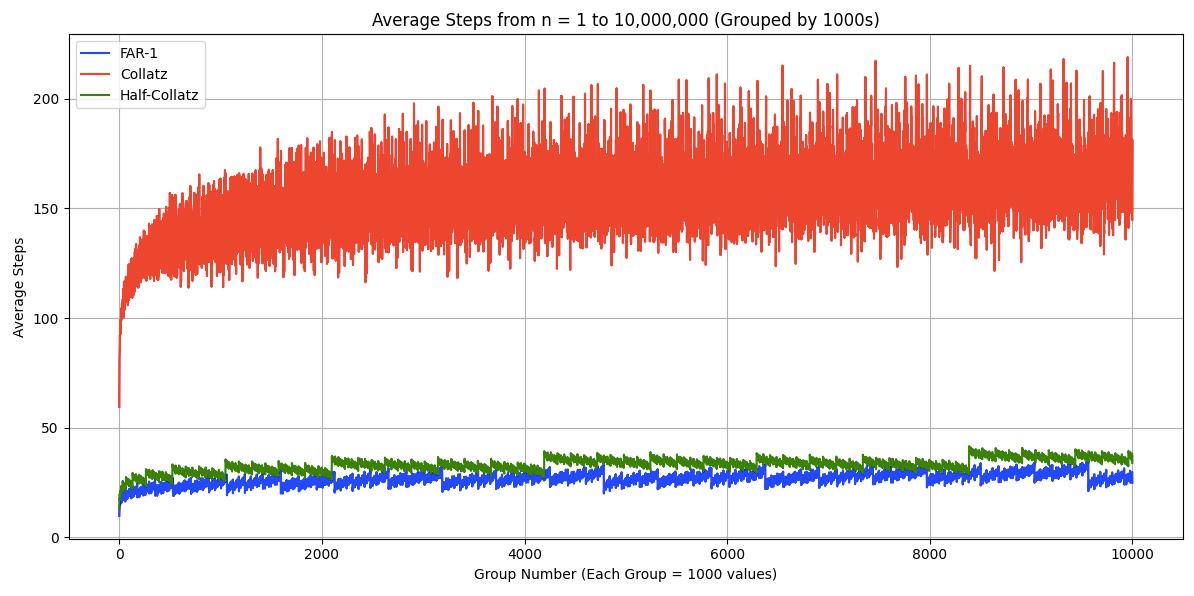 Average Steps from n = 1 to 10,000,000 (Grouped by 1000s)
FAR-1
Collatz
Half-Collatz
Average Steps
200
150
100
50
0
0 2000 4000 6000 8000 10000
Group Number (Each Group = 1000 values)